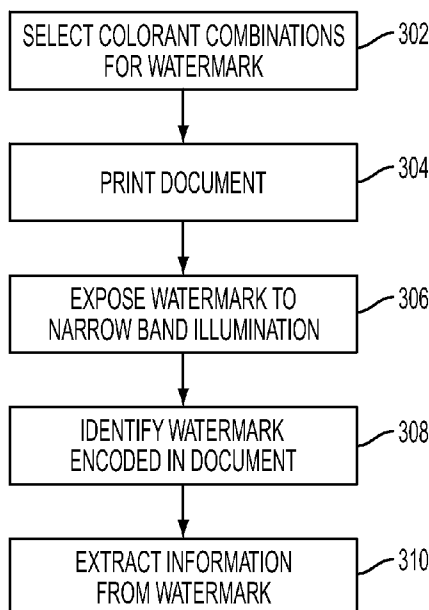 SELECT COLORANT COMBINATIONS
FOR WATERMARK
302
PRINT DOCUMENT
304
EXPOSE WATERMARK TO
NARROW BAND ILLUMINATION
306
IDENTIFY WATERMARK
ENCODED IN DOCUMENT
308
EXTRACT INFORMATION
FROM WATERMARK
310